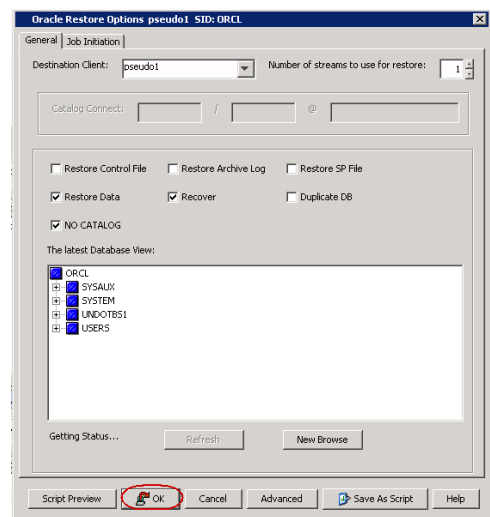 Oracle Restore Options pseudo1 SID: ORCL
General Job Initiation
Destination Client: pseudo1 Number of streams to use for restore: 1
Catalog Connect: / @
Restore Control File Restore Archive Log Restore SP File
Restore Data Recover Duplicate DB
NO CATALOG
The latest Database View:
ORCL
SYSAUX
SYSTEM
UNDOTBS1
USERS
Getting Status... Refresh New Browse
Script Preview OK Cancel Advanced Save As Script Help